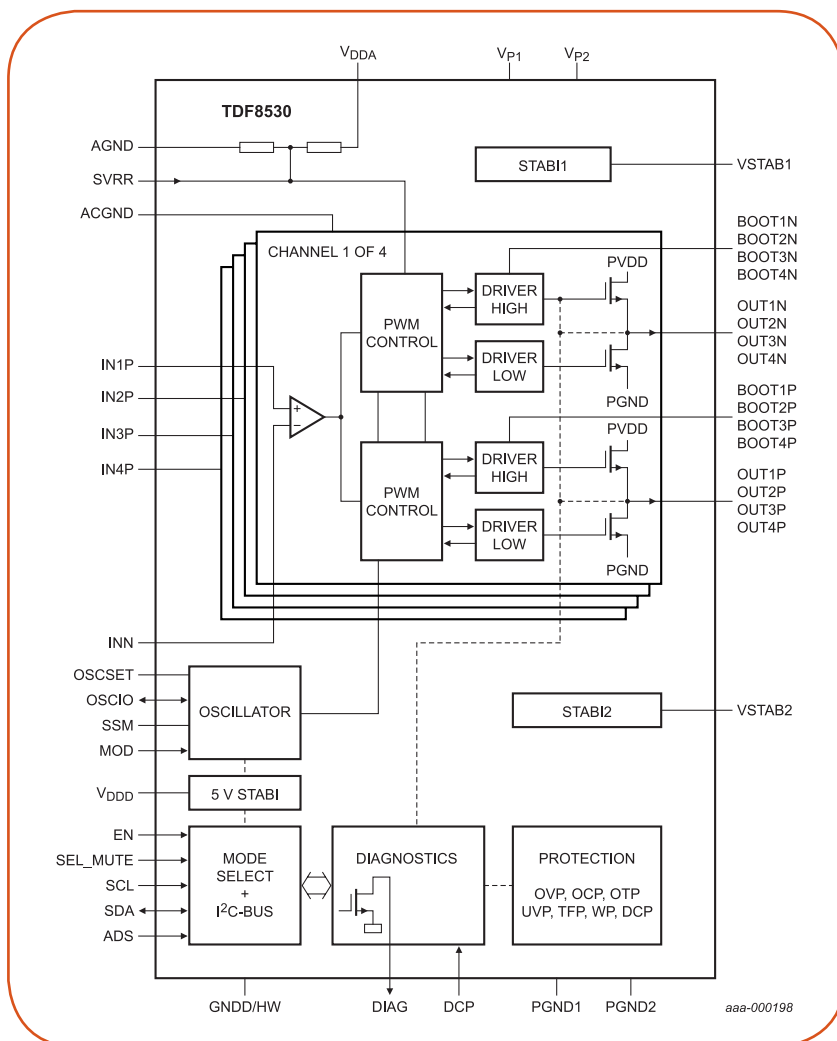 V_DDA
V_P1
V_P2
TDF8530
AGND
SVRR
ACGND
STABI1
VSTAB1
CHANNEL 1 OF 4
BOOT1N
BOOT2N
BOOT3N
BOOT4N
PWM
CONTROL
DRIVER
HIGH
PVDD
OUT1N
OUT2N
OUT3N
OUT4N
DRIVER
LOW
PGND
IN1P
IN2P
IN3P
IN4P
+
−
BOOT1P
BOOT2P
BOOT3P
BOOT4P
PWM
CONTROL
DRIVER
HIGH
PVDD
OUT1P
OUT2P
OUT3P
OUT4P
DRIVER
LOW
PGND
INN
OSCSET
OSCIO
SSM
MOD
OSCILLATOR
STABI2
VSTAB2
V_DDD
5 V STABI
EN
SEL_MUTE
SCL
SDA
ADS
MODE
SELECT
+
I²C-BUS
DIAGNOSTICS
PROTECTION
OVP, OCP, OTP
UVP, TFP, WP, DCP
GNDD/HW
DIAG
DCP
PGND1
PGND2
aaa-000198